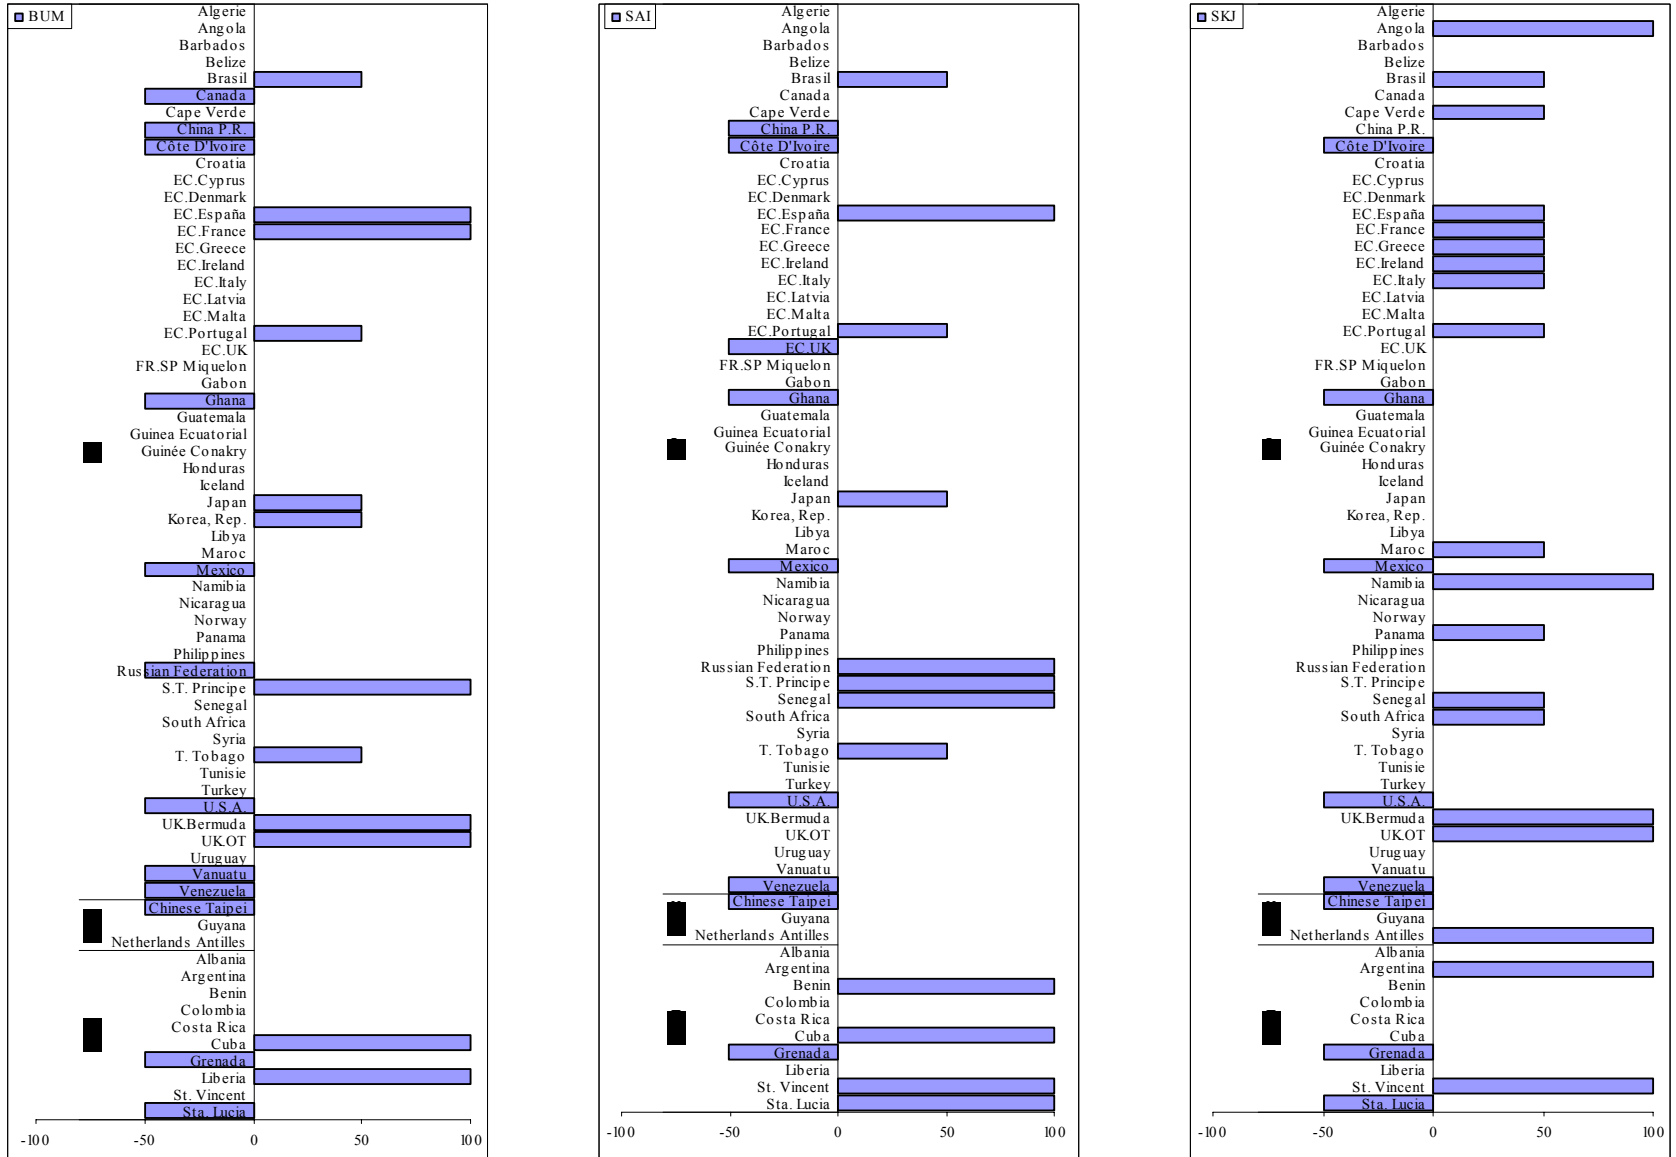 BUM
Algerie
Angola
Barbados
Belize
Brasil
Canada
Cape Verde
China P.R.
Côte D'Ivoire
Croatia
EC.Cyprus
EC.Denmark
EC.España
EC.France
EC.Greece
EC.Ireland
EC.Italy
EC.Latvia
EC.Malta
EC.Portugal
EC.UK
FR.SP Miquelon
Gabon
Ghana
Guatemala
Guinea Ecuatorial
Guinée Conakry
Honduras
Iceland
Japan
Korea, Rep.
Libya
Maroc
Mexico
Namibia
Nicaragua
Norway
Panama
Philippines
Russian Federation
S.T. Principe
Senegal
South Africa
Syria
T. Tobago
Tunisie
Turkey
U.S.A.
UK.Bermuda
UK.OT
Uruguay
Vanuatu
Venezuela
Chinese Taipei
Guyana
Netherlands Antilles
Albania
Argentina
Benin
Colombia
Costa Rica
Cuba
Grenada
Liberia
St. Vincent
Sta. Lucia
-100 -50 0 50 100
SAI
Algerie
Angola
Barbados
Belize
Brasil
Canada
Cape Verde
China P.R.
Côte D'Ivoire
Croatia
EC.Cyprus
EC.Denmark
EC.España
EC.France
EC.Greece
EC.Ireland
EC.Italy
EC.Latvia
EC.Malta
EC.Portugal
EC.UK
FR.SP Miquelon
Gabon
Ghana
Guatemala
Guinea Ecuatorial
Guinée Conakry
Honduras
Iceland
Japan
Korea, Rep.
Libya
Maroc
Mexico
Namibia
Nicaragua
Norway
Panama
Philippines
Russian Federation
S.T. Principe
Senegal
South Africa
Syria
T. Tobago
Tunisie
Turkey
U.S.A.
UK.Bermuda
UK.OT
Uruguay
Vanuatu
Venezuela
Chinese Taipei
Guyana
Netherlands Antilles
Albania
Argentina
Benin
Colombia
Costa Rica
Cuba
Grenada
Liberia
St. Vincent
Sta. Lucia
-100 -50 0 50 100
SKJ
Algerie
Angola
Barbados
Belize
Brasil
Canada
Cape Verde
China P.R.
Côte D'Ivoire
Croatia
EC.Cyprus
EC.Denmark
EC.España
EC.France
EC.Greece
EC.Ireland
EC.Italy
EC.Latvia
EC.Malta
EC.Portugal
EC.UK
FR.SP Miquelon
Gabon
Ghana
Guatemala
Guinea Ecuatorial
Guinée Conakry
Honduras
Iceland
Japan
Korea, Rep.
Libya
Maroc
Mexico
Namibia
Nicaragua
Norway
Panama
Philippines
Russian Federation
S.T. Principe
Senegal
South Africa
Syria
T. Tobago
Tunisie
Turkey
U.S.A.
UK.Bermuda
UK.OT
Uruguay
Vanuatu
Venezuela
Chinese Taipei
Guyana
Netherlands Antilles
Albania
Argentina
Benin
Colombia
Costa Rica
Cuba
Grenada
Liberia
St. Vincent
Sta. Lucia
-100 -50 0 50 100